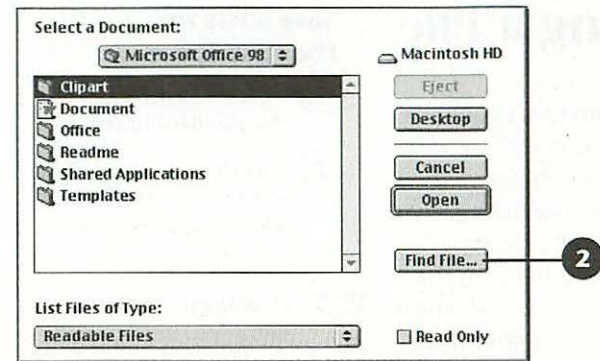 Select a Document:
Microsoft Office 98
Macintosh HD
Clipart
Document
Office
Readme
Shared Applications
Templates
Eject
Desktop
Cancel
Open
Find File...
2
List Files of Type:
Readable Files
Read Only